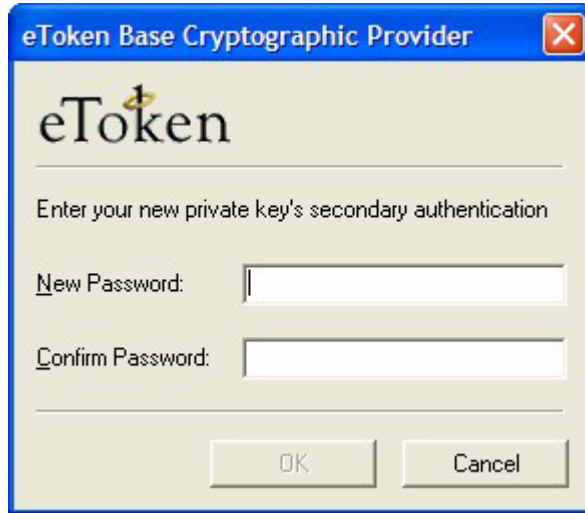 eToken Base Cryptographic Provider
eToken
Enter your new private key's secondary authentication
New Password:
Confirm Password:
OK
Cancel